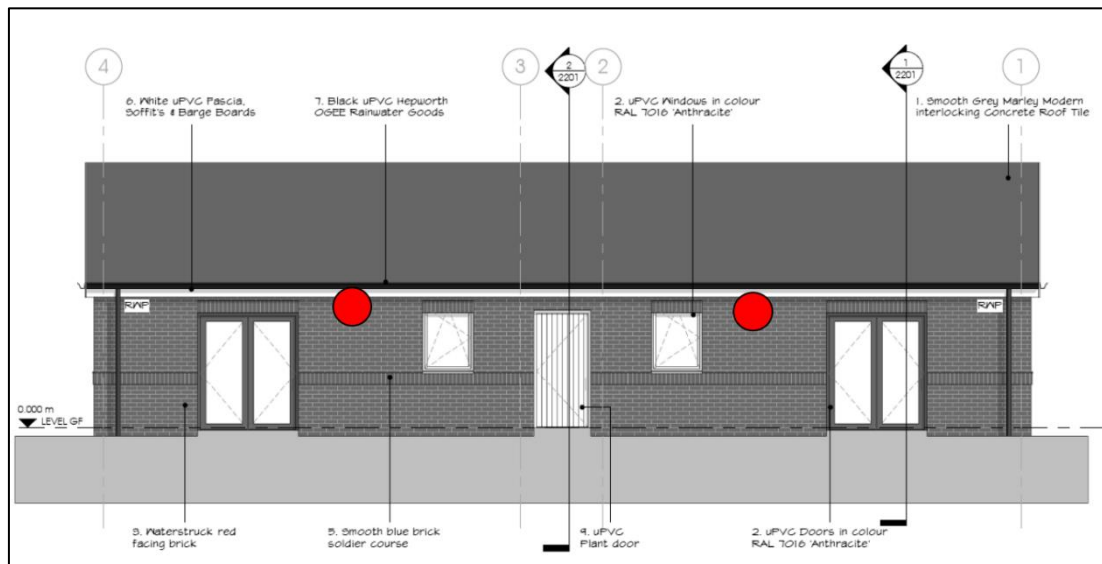 4
3
2
2201
2
1
2201
1
6. White uPVC Fascia,
Soffit's & Barge Boards
7. Black uPVC Hepworth
OGEE Rainwater Goods
2. uPVC Windows in colour
RAL 7016 'Anthracite'
1. Smooth Grey Marley Modern
interlocking Concrete Roof Tile
RWP
RWP
0.000 m
LEVEL GF
3. Waterstruck red
facing brick
5. Smooth blue brick
soldier course
9. uPVC
Plant door
2. uPVC Doors in colour
RAL 7016 'Anthracite'